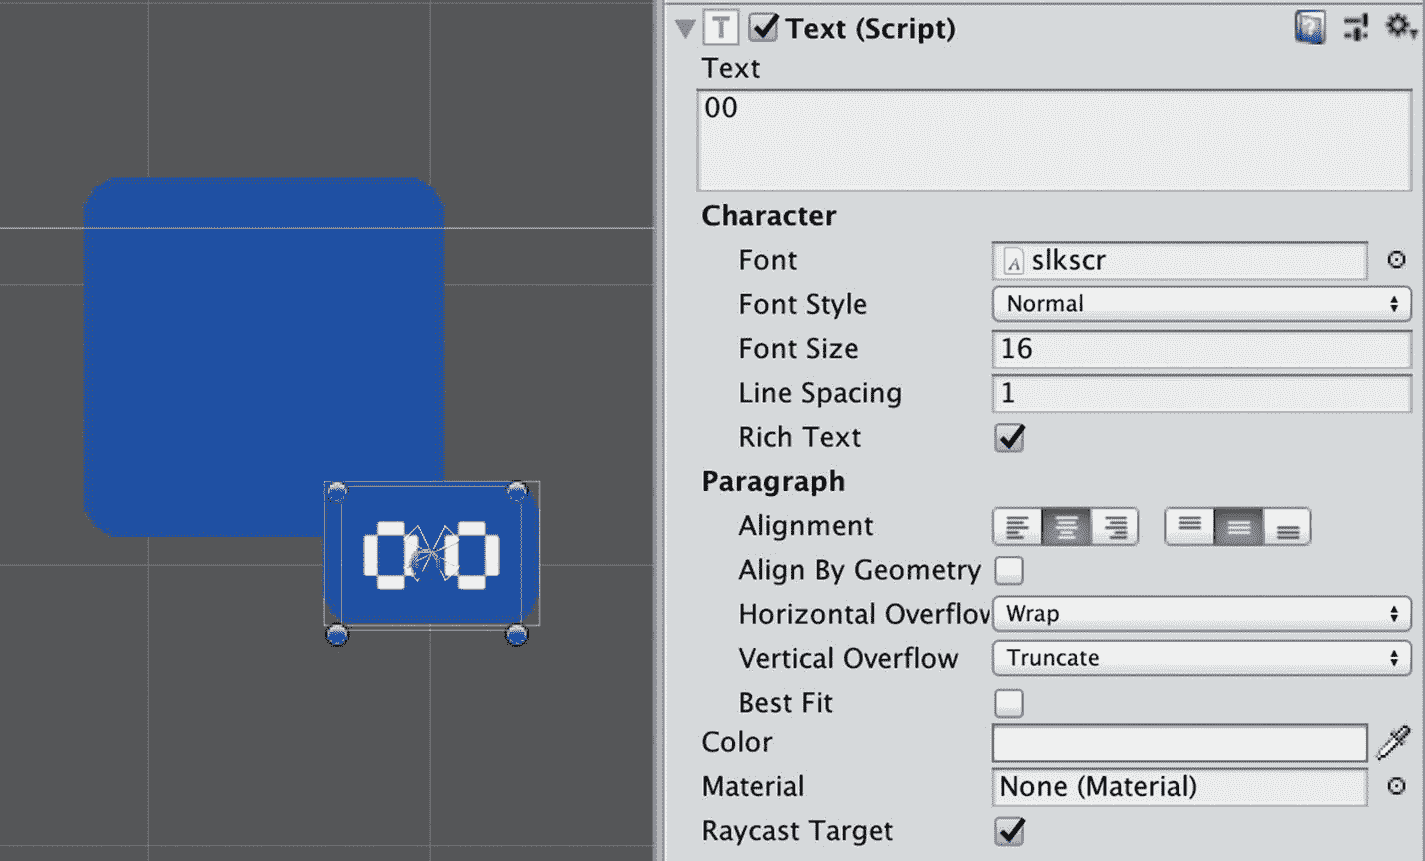 00
T Text (Script)
Text
00
Character
Font
slkscr
Font Style
Normal
Font Size
16
Line Spacing
1
Rich Text
Paragraph
Alignment
Align By Geometry
Horizontal Overflow
Wrap
Vertical Overflow
Truncate
Best Fit
Color
Material
None (Material)
Raycast Target